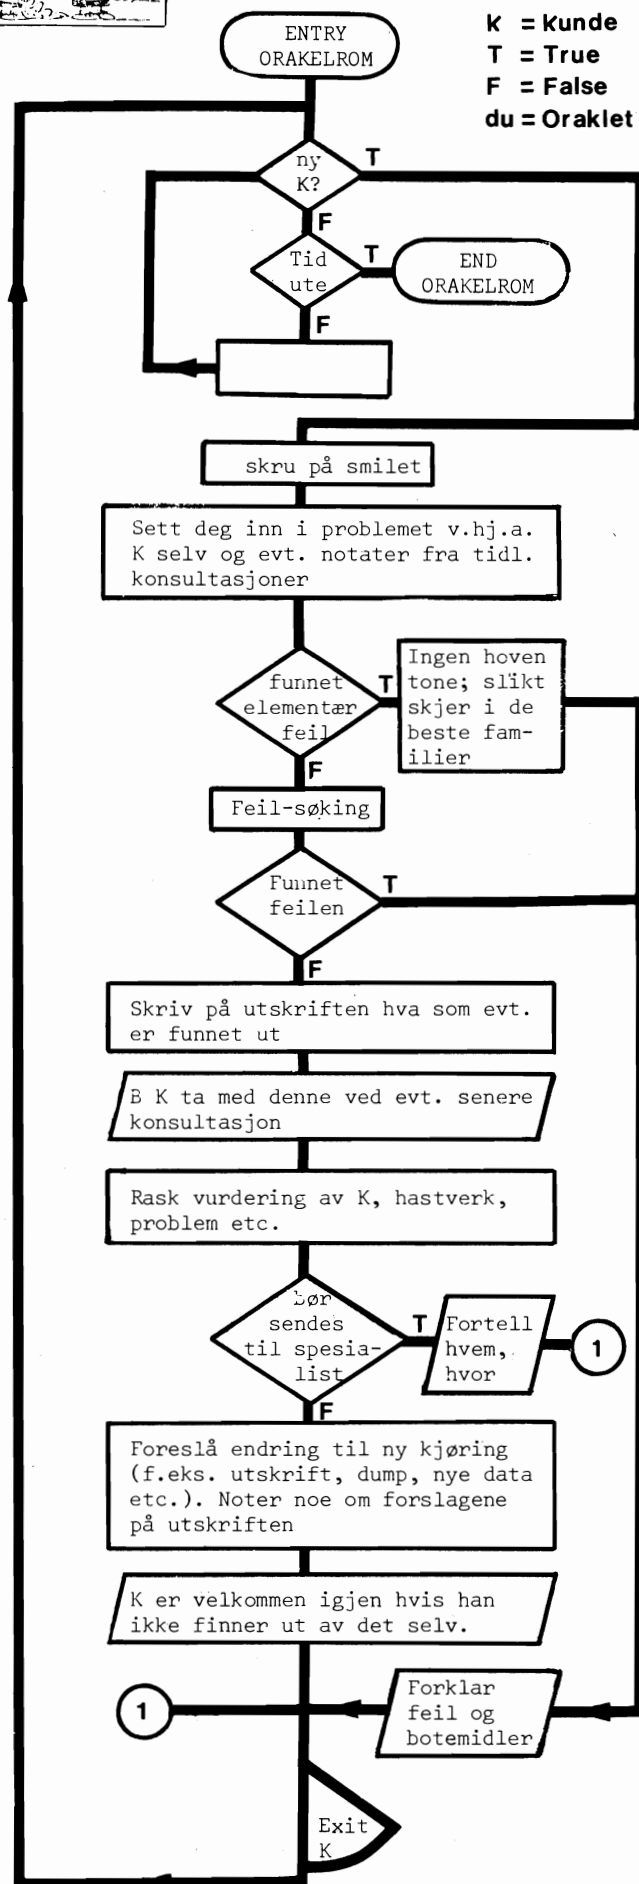 K = kunde
T = True
F = False
du = Oraklet
ENTRY
ORAKELROM
ny
K?
T
F
Tid
ute
T
END
ORAKELROM
F
skru på smilet
Sett deg inn i problemet v.hj.a.
K selv og evt. notater fra tidl.
konsultasjoner
funnet
elementær
feil
T
Ingen hoven
tone; slikt
skjer i de
beste fam-
ilier
F
Feil-søking
Funnet
feilen
T
F
Skriv på utskriften hva som evt.
er funnet ut
B K ta med denne ved evt. senere
konsultasjon
Rask vurdering av K, hastverk,
problem etc.
bør
sendes
til spesia-
list
T
Fortell
hvem,
hvor
1
F
Foreslå endring til ny kjøring
(f.eks. utskrift, dump, nye data
etc.). Noter noe om forslagene
på utskriften
K er velkommen igjen hvis han
ikke finner ut av det selv.
1
Forklar
feil og
botemidler
Exit
K